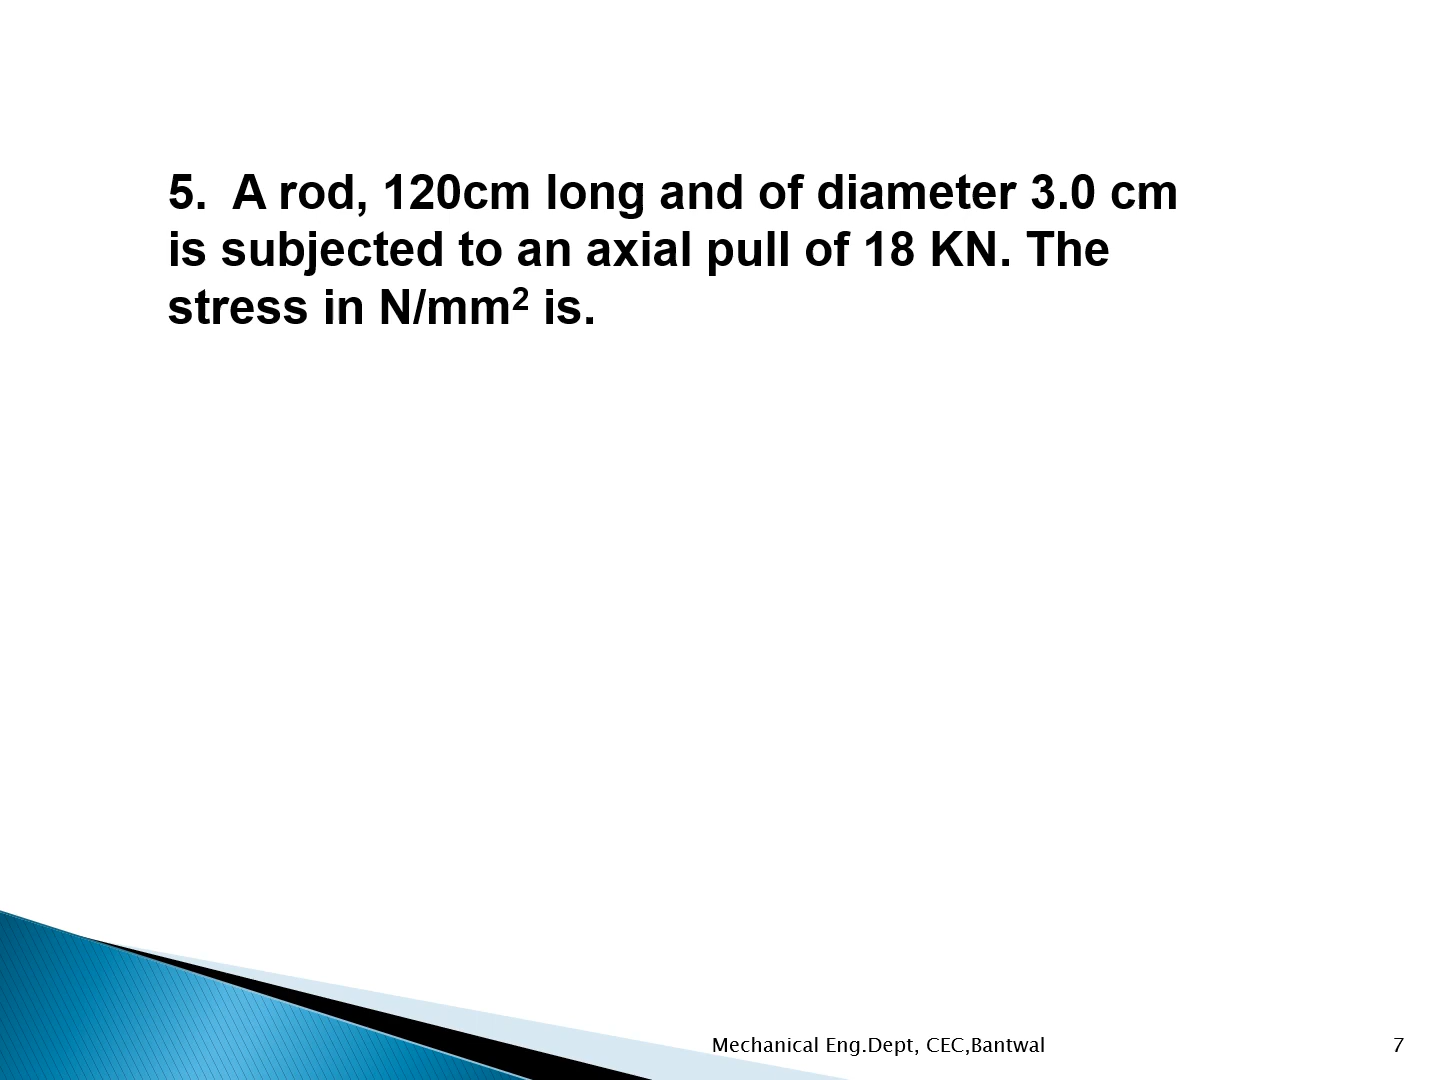 5.  A rod, 120cm long and of diameter 3.0 cm
is subjected to an axial pull of 18 KN. The
stress in N/mm² is.
Mechanical Eng.Dept, CEC,Bantwal
7